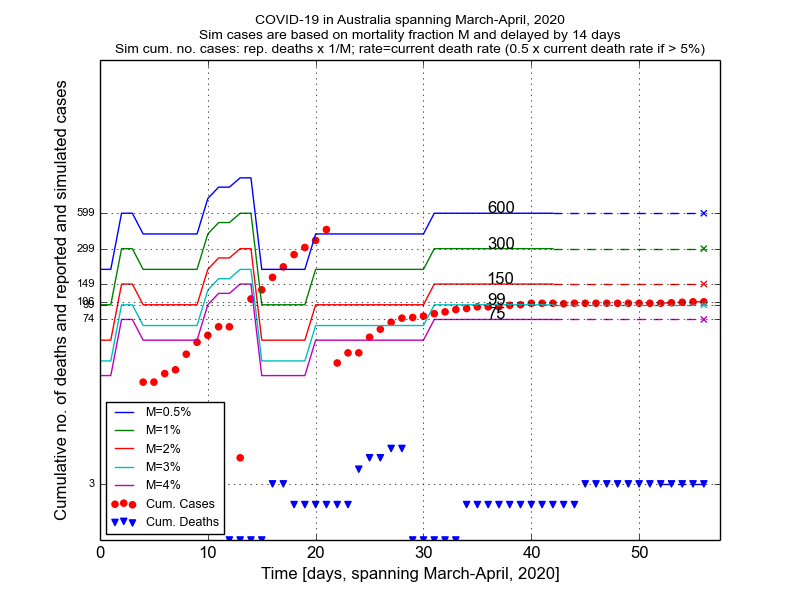 COVID-19 in Australia spanning March-April, 2020
Sim cases are based on mortality fraction M and delayed by 14 days
Sim cum. no. cases: rep. deaths x 1/M; rate=current death rate (0.5 x current death rate if > 5%)
Cumulative no. of deaths and reported and simulated cases
599
299
149
74
3
600
300
150
99
75
M=0.5%
M=1%
M=2%
M=3%
M=4%
Cum. Cases
Cum. Deaths
0 10 20 30 40 50
Time [days, spanning March-April, 2020]